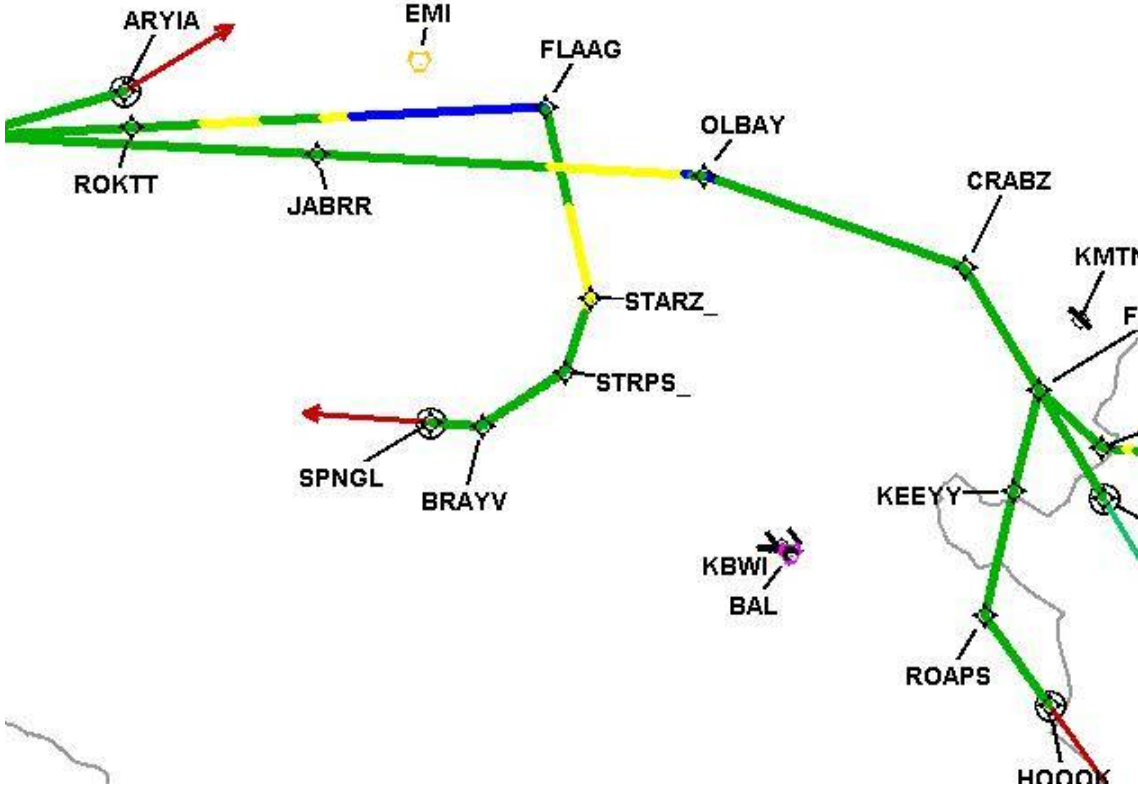 ARYIA
EMI
FLAAG
ROKTT
JABRR
OLBAY
CRABZ
KMTN
F
STARZ_
STRPS_
SPNGL
BRAYV
KEEYY
KBWI
BAL
ROAPS
HOOOK